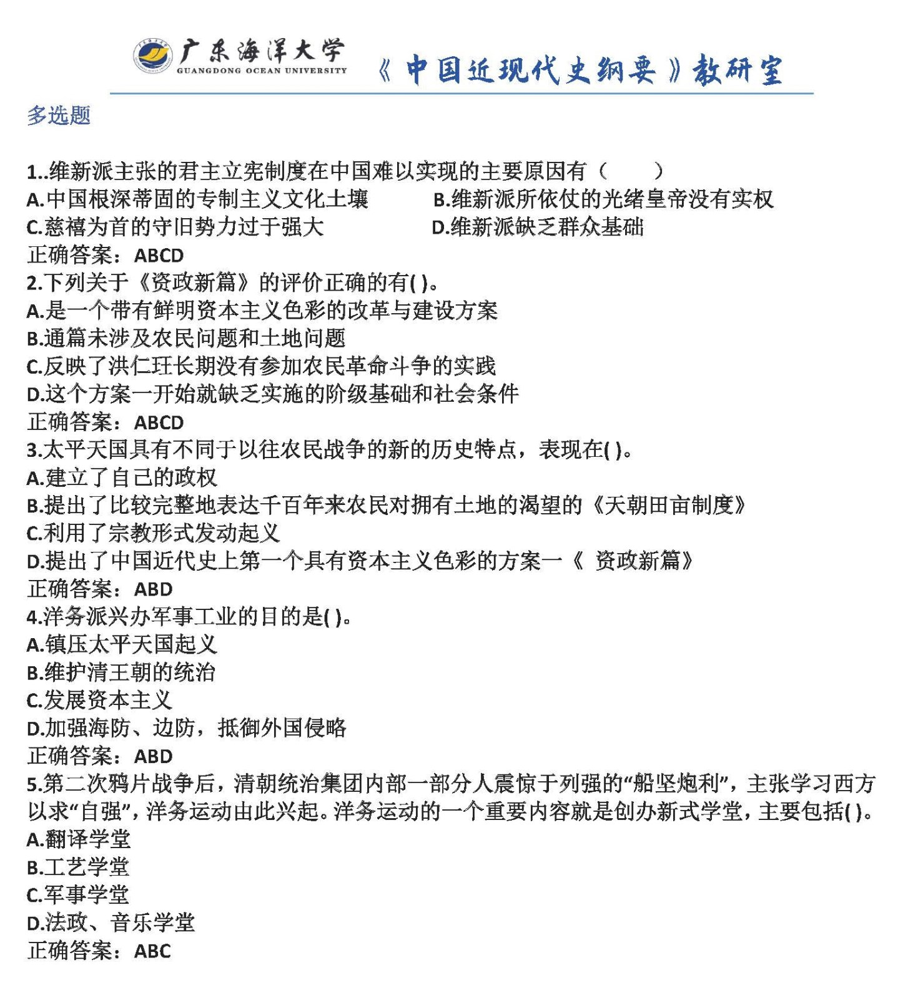 广东海洋大学
GUANGDONG OCEAN UNIVERSITY
《中国近现代史纲要》教研室
多选题
1..维新派主张的君主立宪制度在中国难以实现的主要原因有（　　）
A.中国根深蒂固的专制主义文化土壤 B.维新派所依仗的光绪皇帝没有实权
C.慈禧为首的守旧势力过于强大 D.维新派缺乏群众基础
正确答案：ABCD
2.下列关于《资政新篇》的评价正确的有( )。
A.是一个带有鲜明资本主义色彩的改革与建设方案
B.通篇未涉及农民问题和土地问题
C.反映了洪仁玨长期没有参加农民革命斗争的实践
D.这个方案一开始就缺乏实施的阶级基础和社会条件
正确答案：ABCD
3.太平天国具有不同于以往农民战争的新的历史特点，表现在( )。
A.建立了自己的政权
B.提出了比较完整地表达千百年来农民对拥有土地的渴望的《天朝田亩制度》
C.利用了宗教形式发动起义
D.提出了中国近代史上第一个具有资本主义色彩的方案一《 资政新篇》
正确答案：ABD
4.洋务派兴办军事工业的目的是( )。
A.镇压太平天国起义
B.维护清王朝的统治
C.发展资本主义
D.加强海防、边防，抵御外国侵略
正确答案：ABD
5.第二次鸦片战争后，清朝统治集团内部一部分人震惊于列强的“船坚炮利”，主张学习西方
以求“自强”，洋务运动由此兴起。洋务运动的一个重要内容就是创办新式学堂，主要包括( )。
A.翻译学堂
B.工艺学堂
C.军事学堂
D.法政、音乐学堂
正确答案：ABC